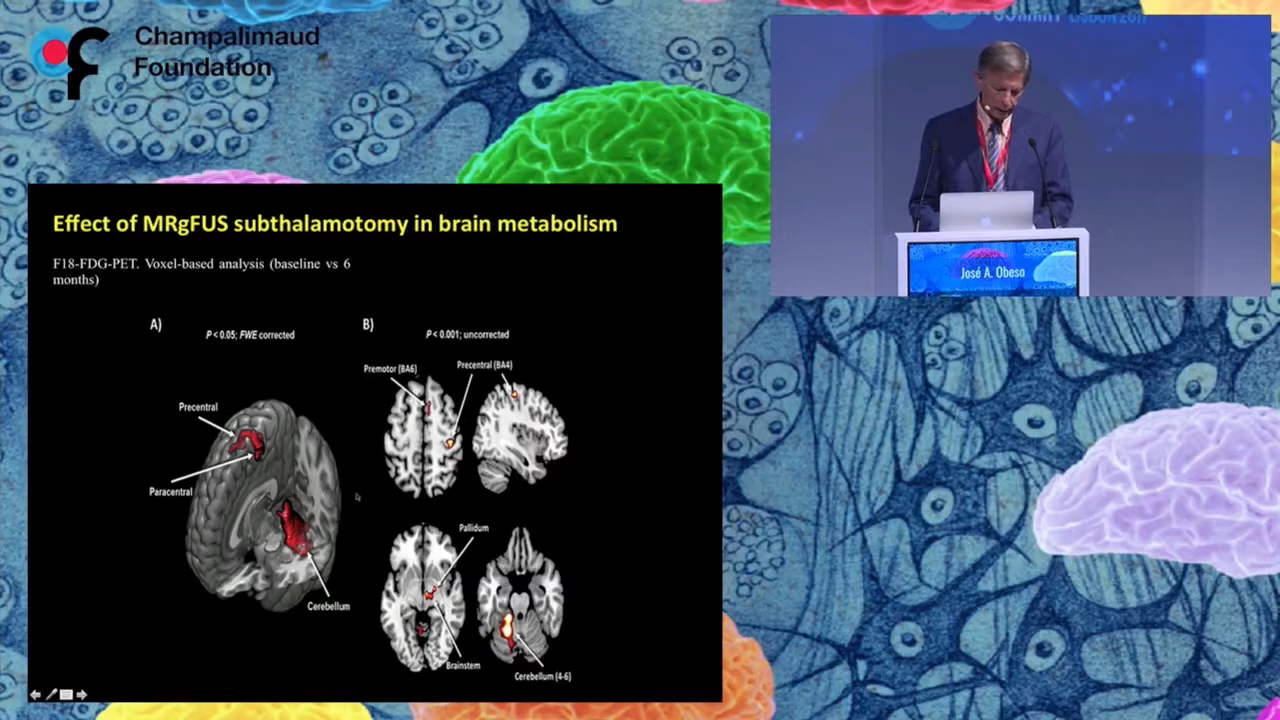 Champalimaud
Foundation
LISBON 2017
José A. Obeso
Effect of MRgFUS subthalamotomy in brain metabolism
F18-FDG-PET. Voxel-based analysis (baseline vs 6
months)
A)
P < 0.05; FWE corrected
B)
P < 0.001; uncorrected
Premotor (BA6)
Precentral (BA4)
Precentral
Paracentral
Cerebellum
Pallidum
Brainstem
Cerebellum (4-6)